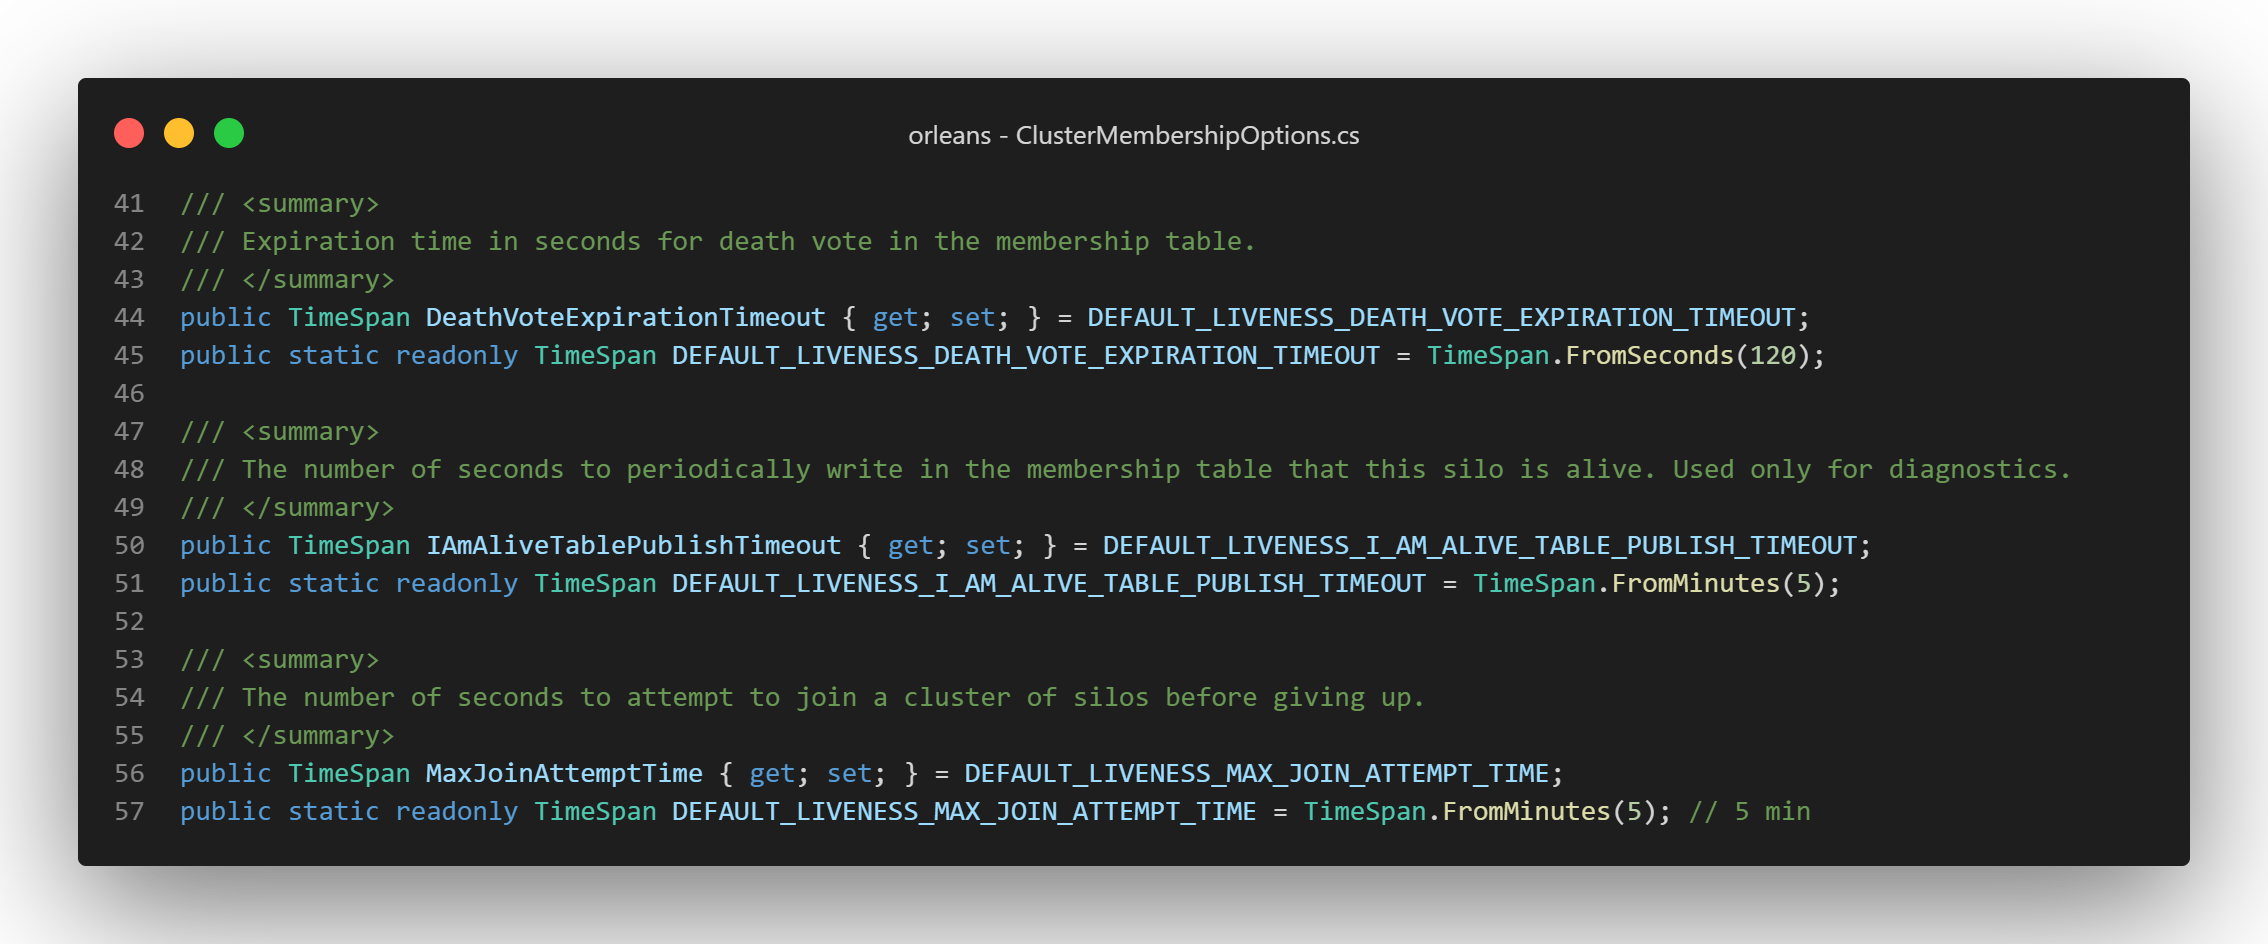 orleans - ClusterMembershipOptions.cs
41 /// <summary>
42 /// Expiration time in seconds for death vote in the membership table.
43 /// </summary>
44 public TimeSpan DeathVoteExpirationTimeout { get; set; } = DEFAULT_LIVENESS_DEATH_VOTE_EXPIRATION_TIMEOUT;
45 public static readonly TimeSpan DEFAULT_LIVENESS_DEATH_VOTE_EXPIRATION_TIMEOUT = TimeSpan.FromSeconds(120);
46
47 /// <summary>
48 /// The number of seconds to periodically write in the membership table that this silo is alive. Used only for diagnostics.
49 /// </summary>
50 public TimeSpan IAmAliveTablePublishTimeout { get; set; } = DEFAULT_LIVENESS_I_AM_ALIVE_TABLE_PUBLISH_TIMEOUT;
51 public static readonly TimeSpan DEFAULT_LIVENESS_I_AM_ALIVE_TABLE_PUBLISH_TIMEOUT = TimeSpan.FromMinutes(5);
52
53 /// <summary>
54 /// The number of seconds to attempt to join a cluster of silos before giving up.
55 /// </summary>
56 public TimeSpan MaxJoinAttemptTime { get; set; } = DEFAULT_LIVENESS_MAX_JOIN_ATTEMPT_TIME;
57 public static readonly TimeSpan DEFAULT_LIVENESS_MAX_JOIN_ATTEMPT_TIME = TimeSpan.FromMinutes(5); // 5 min